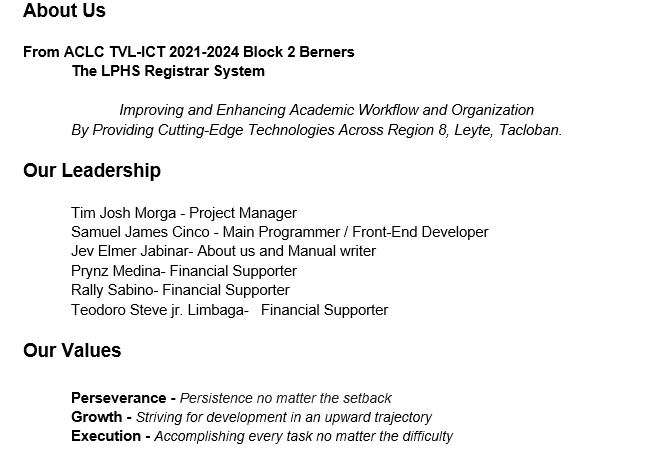 About Us
From ACLC TVL-ICT 2021-2024 Block 2 Berners
The LPHS Registrar System
Improving and Enhancing Academic Workflow and Organization
By Providing Cutting-Edge Technologies Across Region 8, Leyte, Tacloban.
Our Leadership
Tim Josh Morga - Project Manager
Samuel James Cinco - Main Programmer / Front-End Developer
Jev Elmer Jabinar- About us and Manual writer
Prynz Medina- Financial Supporter
Rally Sabino- Financial Supporter
Teodoro Steve jr. Limbaga-   Financial Supporter
Our Values
Perseverance - Persistence no matter the setback
Growth - Striving for development in an upward trajectory
Execution - Accomplishing every task no matter the difficulty